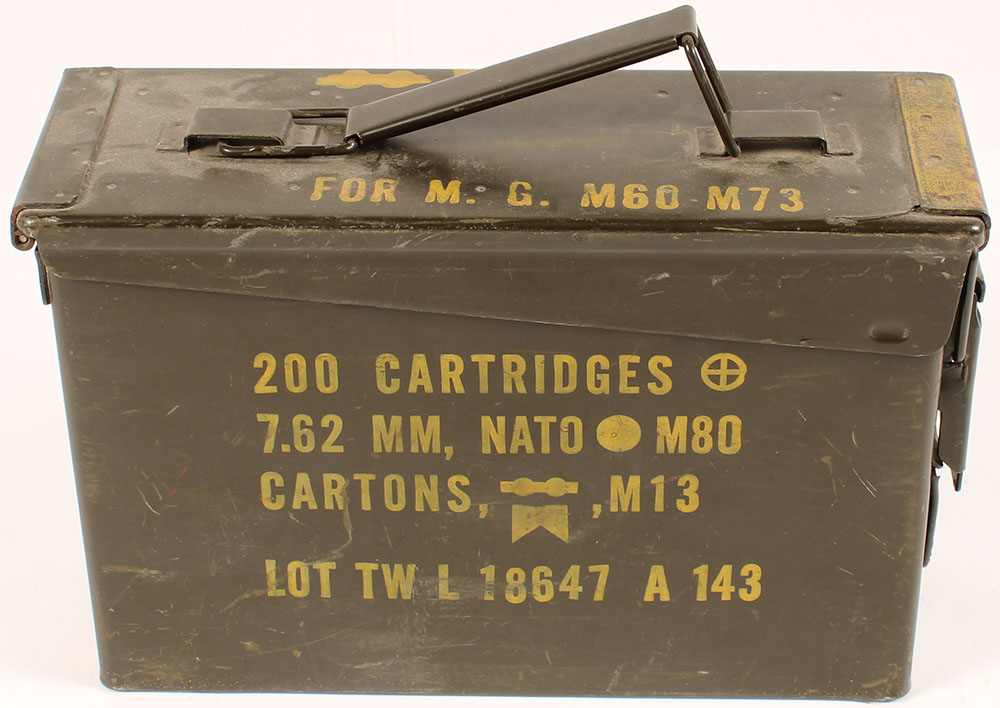 FOR M. G. M60 M73
200 CARTRIDGES
7.62 MM, NATO M80
CARTONS, , M13
LOT TW L 18647 A 143